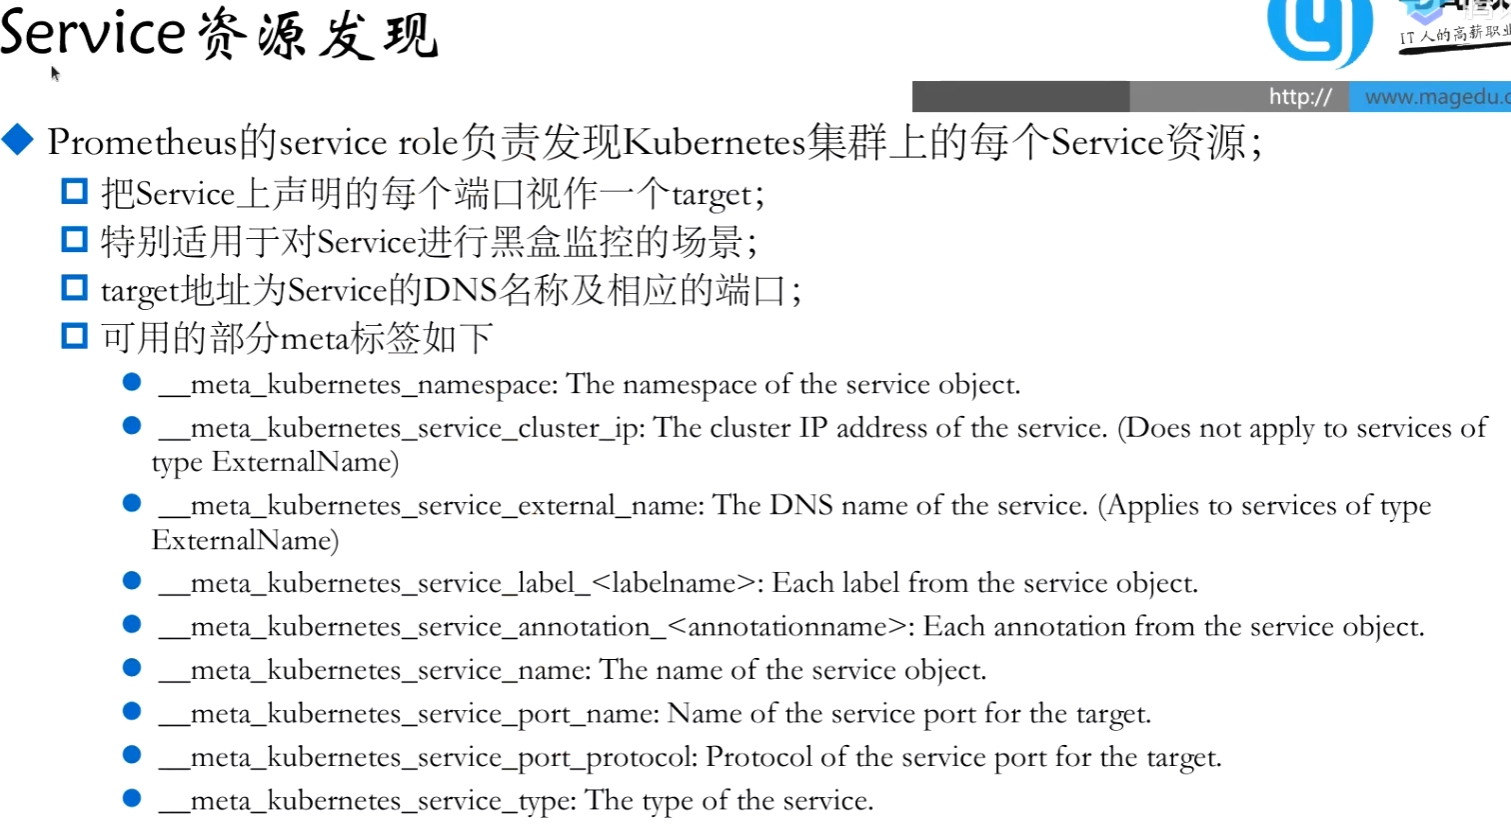 Service资源发现
IT人的高薪职业
http:// www.magedu.
Prometheus的service role负责发现Kubernetes集群上的每个Service资源；
把Service上声明的每个端口视作一个target；
特别适用于对Service进行黑盒监控的场景；
target地址为Service的DNS名称及相应的端口；
可用的部分meta标签如下
__meta_kubernetes_namespace: The namespace of the service object.
__meta_kubernetes_service_cluster_ip: The cluster IP address of the service. (Does not apply to services of
type ExternalName)
__meta_kubernetes_service_external_name: The DNS name of the service. (Applies to services of type
ExternalName)
__meta_kubernetes_service_label_<labelname>: Each label from the service object.
__meta_kubernetes_service_annotation_<annotationname>: Each annotation from the service object.
__meta_kubernetes_service_name: The name of the service object.
__meta_kubernetes_service_port_name: Name of the service port for the target.
__meta_kubernetes_service_port_protocol: Protocol of the service port for the target.
__meta_kubernetes_service_type: The type of the service.